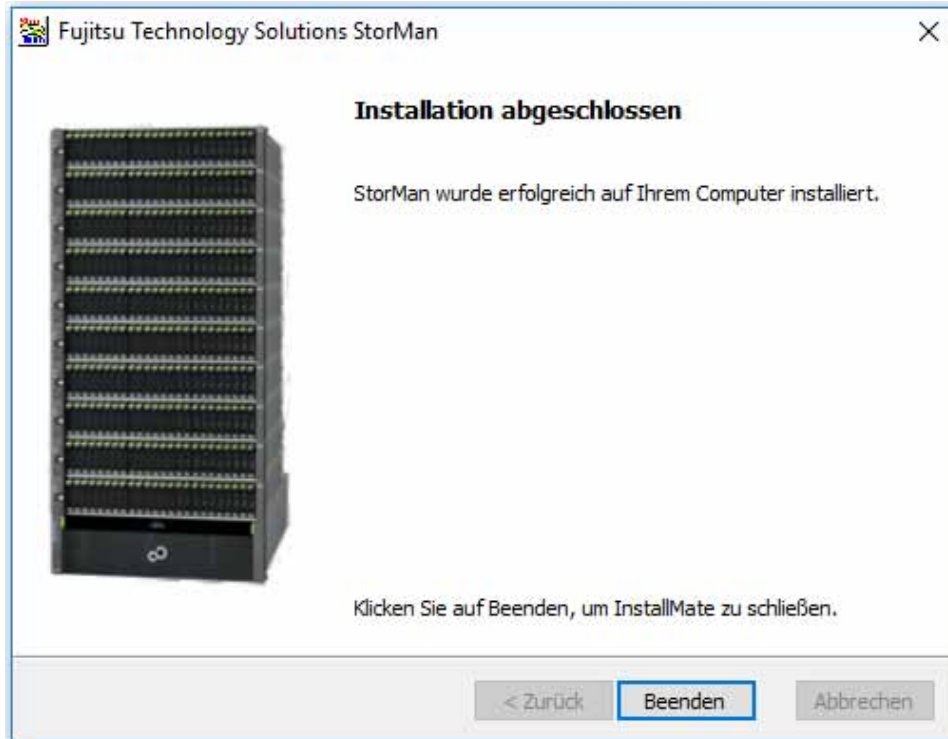 Fujitsu Technology Solutions StorMan
Installation abgeschlossen
StorMan wurde erfolgreich auf Ihrem Computer installiert.
Klicken Sie auf Beenden, um InstallMate zu schließen.
< Zurück
Beenden
Abbrechen